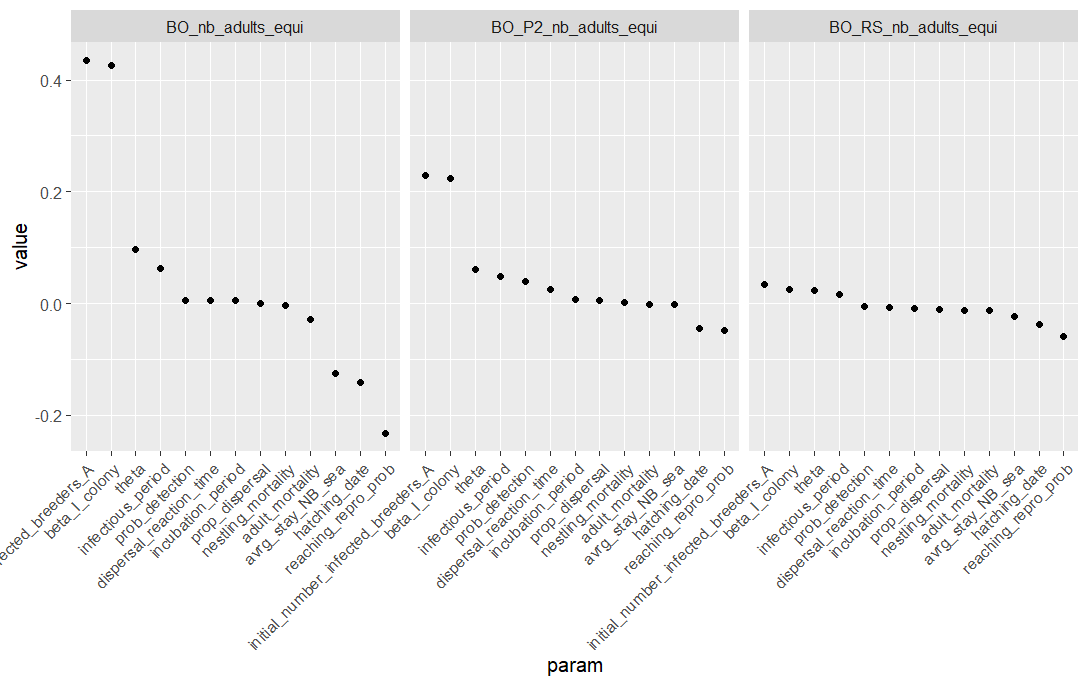 BO_nb_adults_equi
BO_P2_nb_adults_equi
BO_RS_nb_adults_equi
value
0.4
0.2
0.0
-0.2
ected_breeders_A
beta_I_colony
theta
infectious_period
prob_detection
dispersal_reaction_time
incubation_period
prop_dispersal
nestling_mortality
adult_mortality
avrg_stay_NB_sea
hatching_date
reaching_repro_prob
initial_number_infected_breeders_A
beta_I_colony
theta
infectious_period
prob_detection
dispersal_reaction_time
incubation_period
prop_dispersal
nestling_mortality
adult_mortality
avrg_stay_NB_sea
hatching_date
reaching_repro_prob
initial_number_infected_breeders_A
beta_I_colony
theta
infectious_period
prob_detection
dispersal_reaction_time
incubation_period
prop_dispersal
nestling_mortality
adult_mortality
avrg_stay_NB_sea
hatching_date
reaching_repro_prob
param